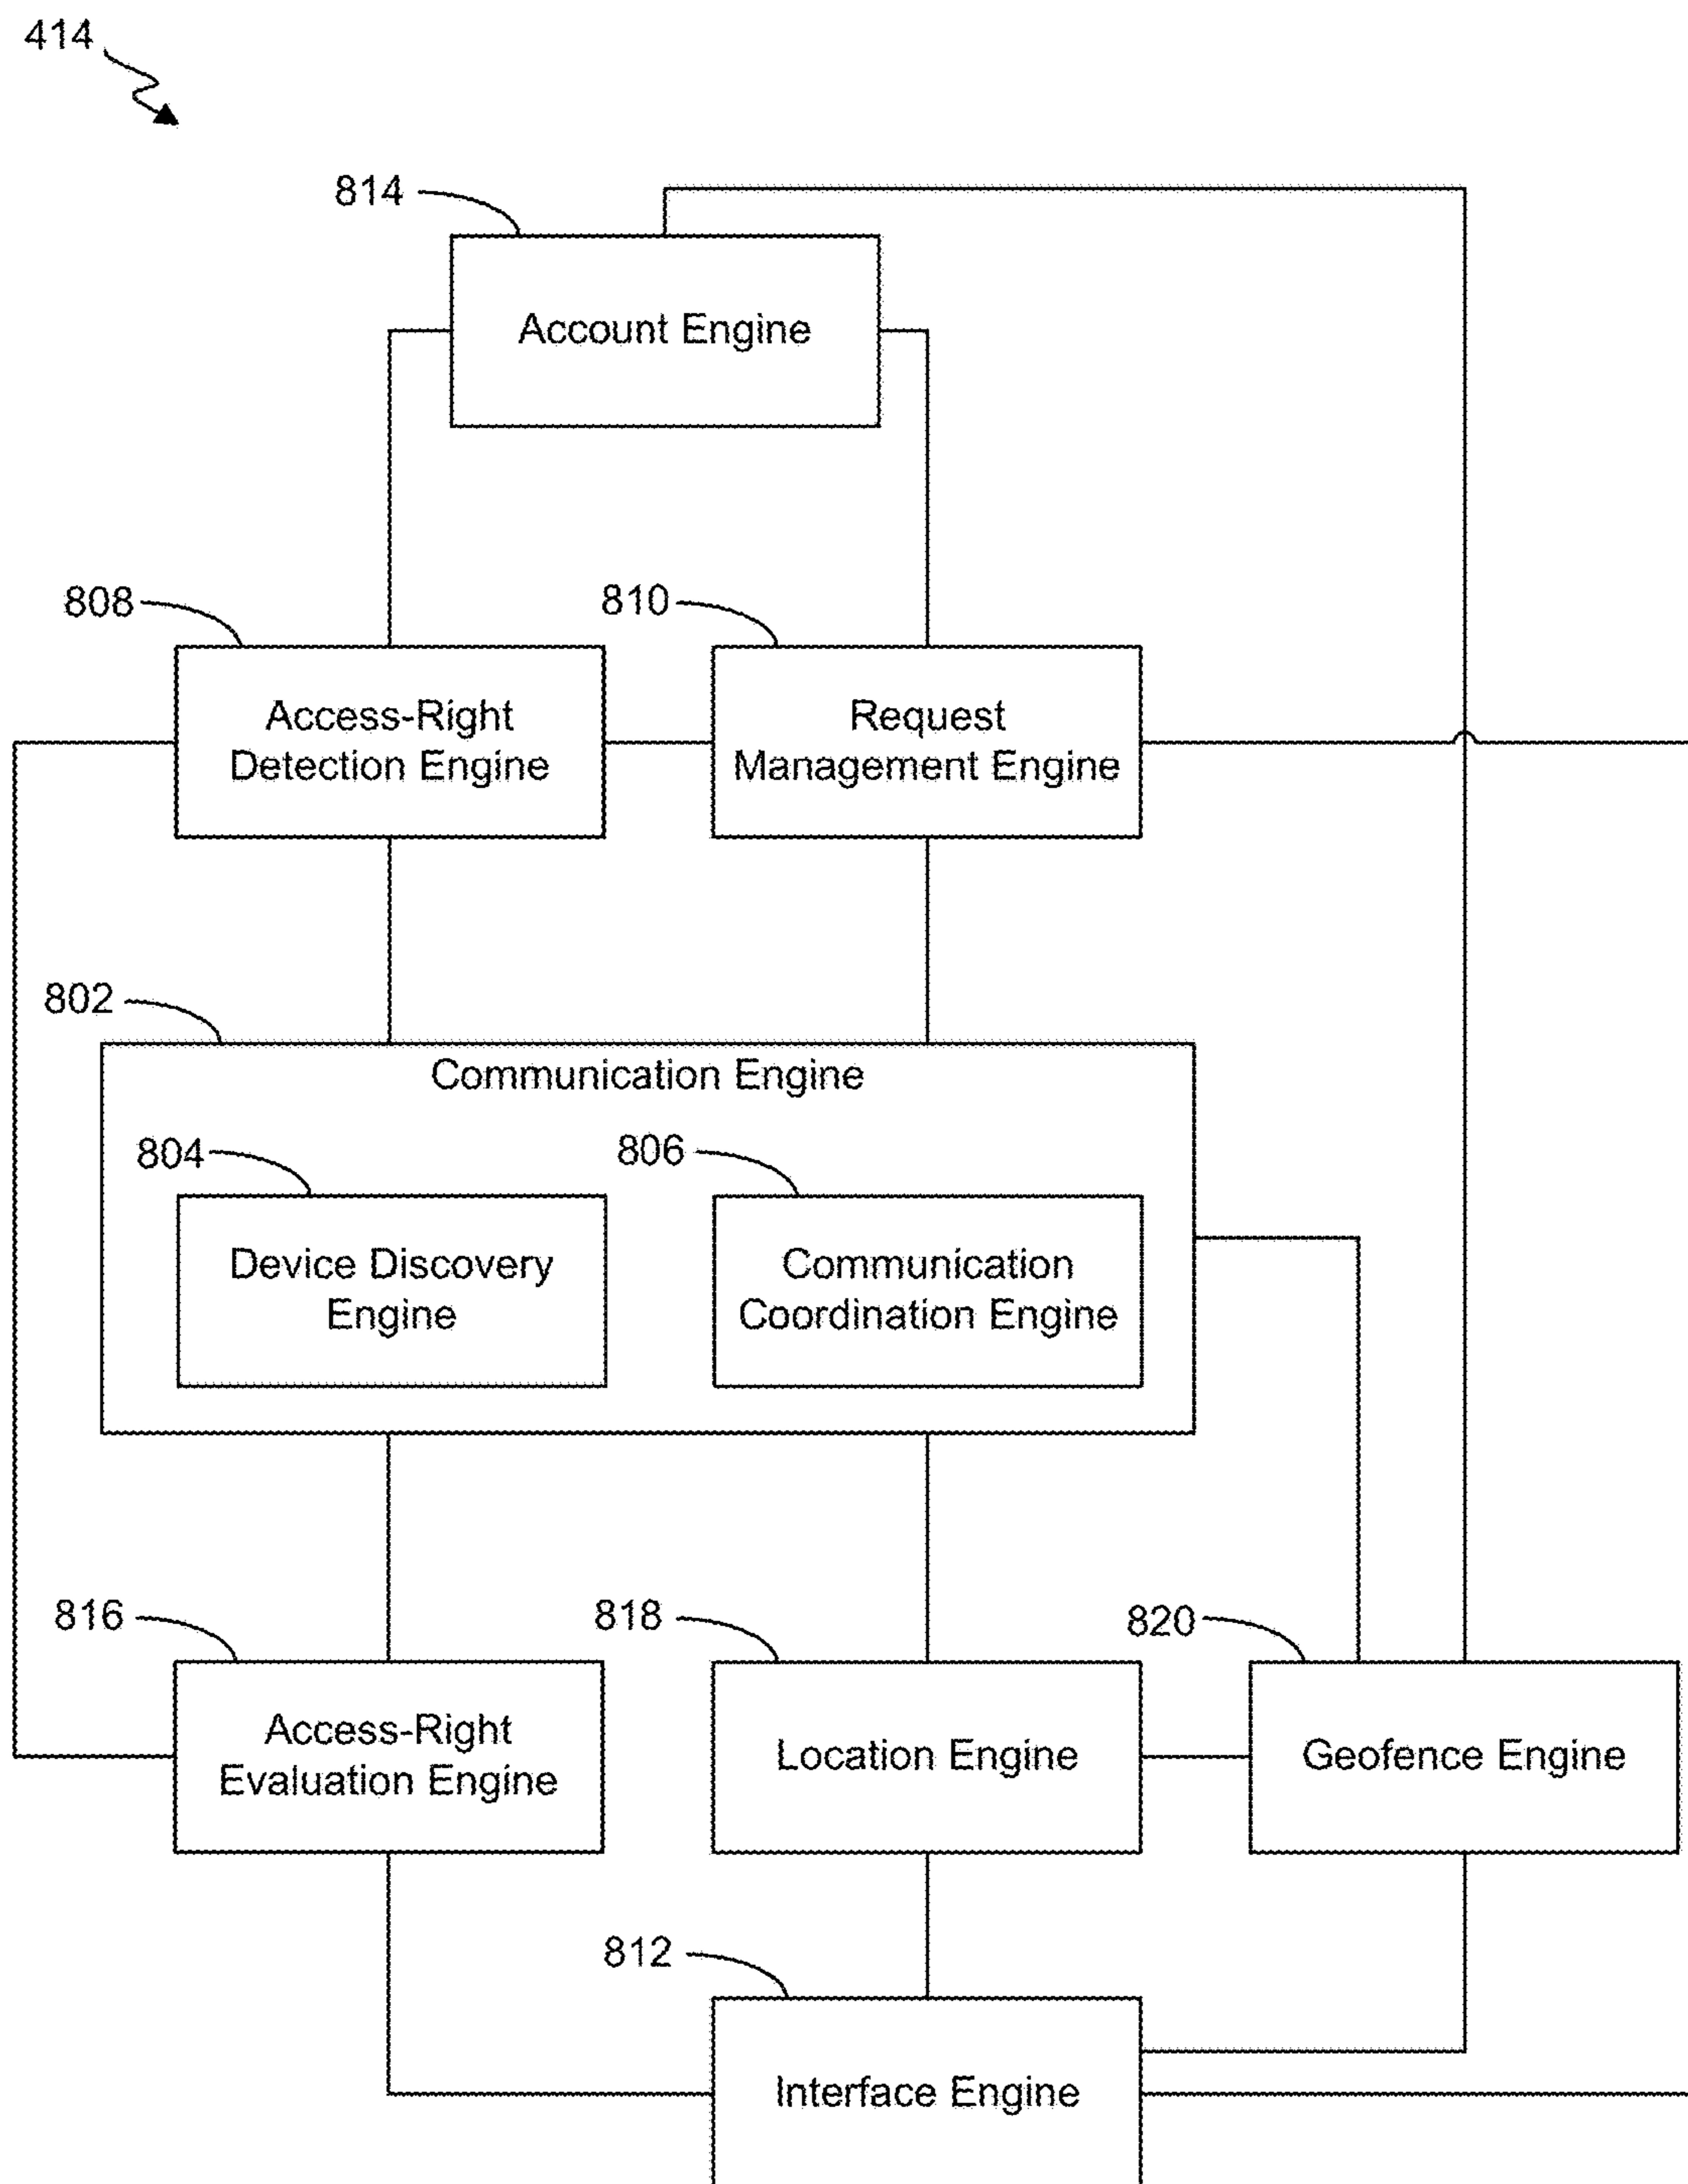 414
814
Account Engine
808
810
Access-Right
Detection Engine
Request
Management Engine
802
Communication Engine
804
806
Device Discovery
Engine
Communication
Coordination Engine
816
818
820
Access-Right
Evaluation Engine
Location Engine
Geofence Engine
812
Interface Engine